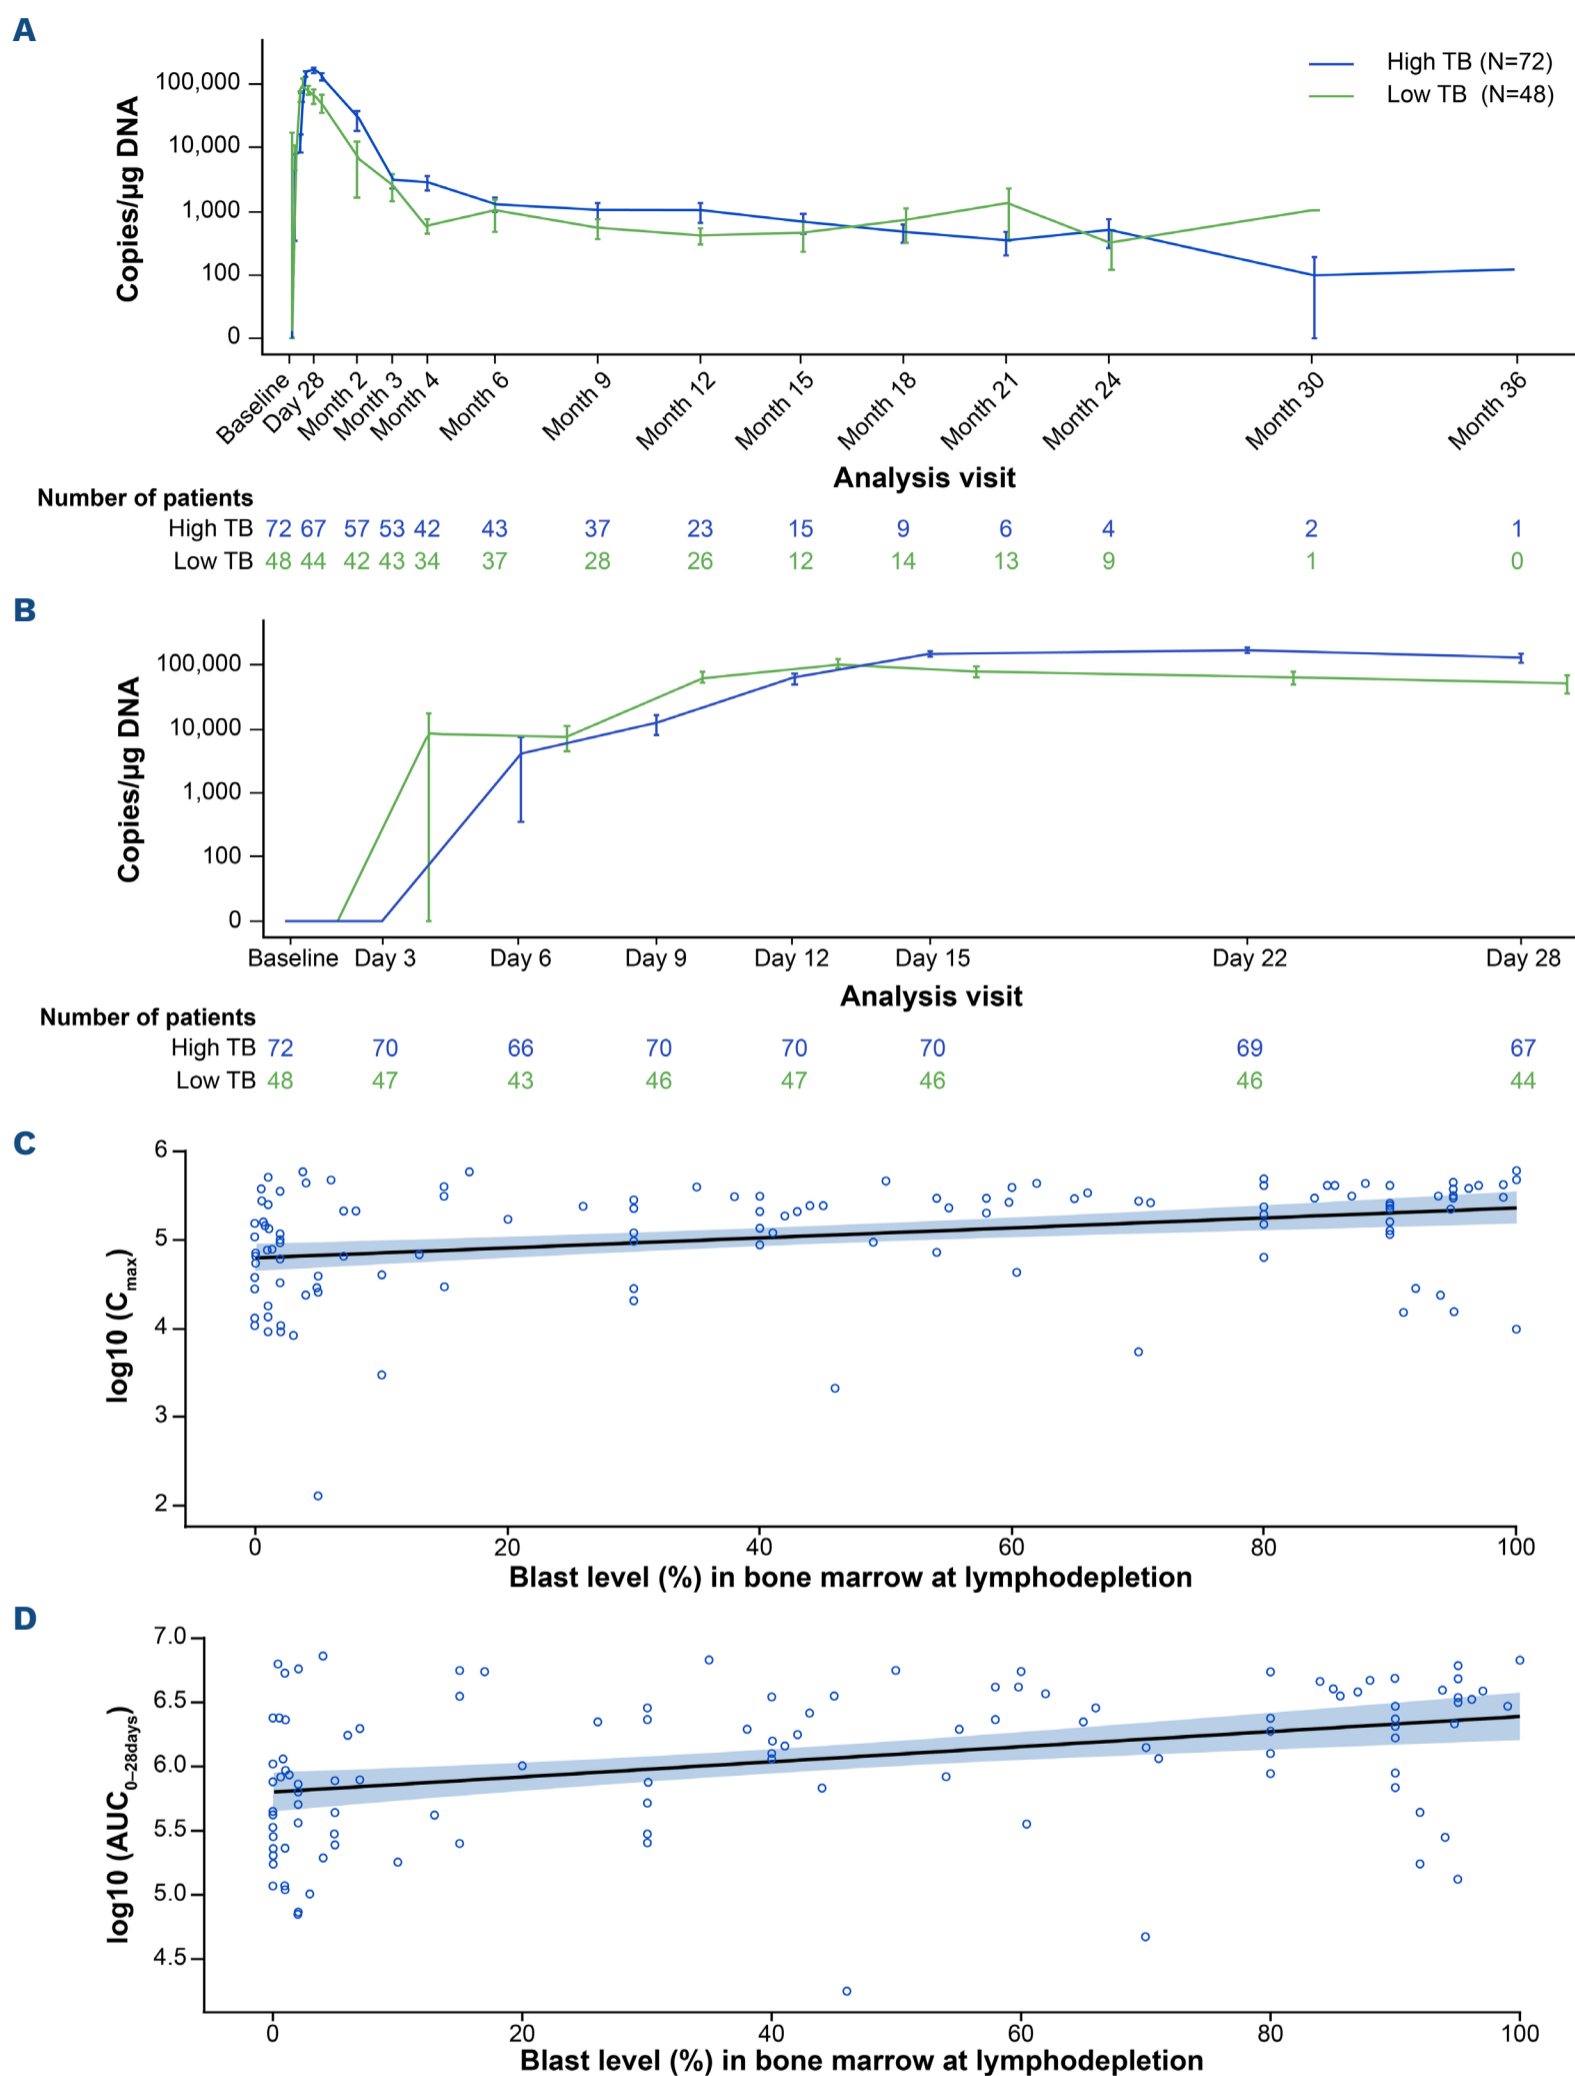 A
Copies/µg DNA
100,000
10,000
1,000
100
0
High TB (N=72)
Low TB (N=48)
Baseline Day 28 Month 2 Month 3 Month 4 Month 6 Month 9 Month 12 Month 15 Month 18 Month 21 Month 24 Month 30 Month 36
Analysis visit
Number of patients
High TB 72 67 57 53 42 43 37 23 15 9 6 4 2 1
Low TB 48 44 42 43 34 37 28 26 12 14 13 9 1 0
B
Copies/µg DNA
100,000
10,000
1,000
100
0
Baseline Day 3 Day 6 Day 9 Day 12 Day 15 Day 22 Day 28
Analysis visit
Number of patients
High TB 72 70 66 70 70 70 69 67
Low TB 48 47 43 46 47 46 46 44
C
log10 (Cmax)
6
5
4
3
2
0 20 40 60 80 100
Blast level (%) in bone marrow at lymphodepletion
D
log10 (AUC0–28days)
7.0
6.5
6.0
5.5
5.0
4.5
0 20 40 60 80 100
Blast level (%) in bone marrow at lymphodepletion